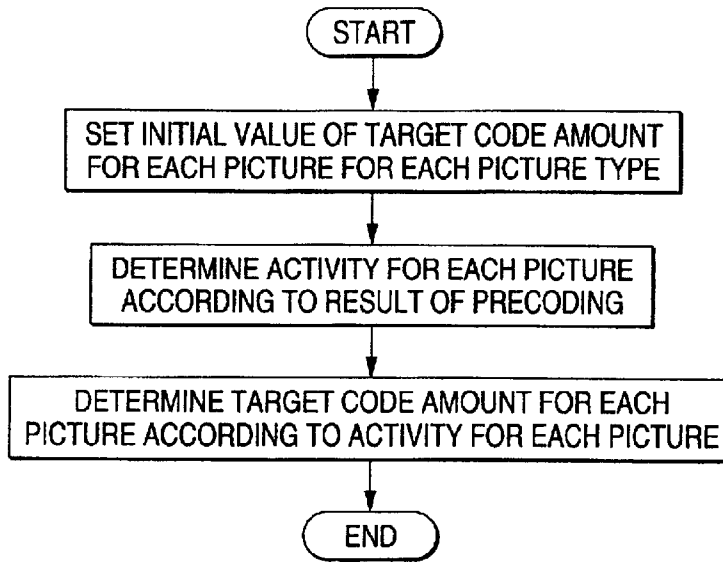 START
SET INITIAL VALUE OF TARGET CODE AMOUNT
FOR EACH PICTURE FOR EACH PICTURE TYPE
DETERMINE ACTIVITY FOR EACH PICTURE
ACCORDING TO RESULT OF PRECODING
DETERMINE TARGET CODE AMOUNT FOR EACH
PICTURE ACCORDING TO ACTIVITY FOR EACH PICTURE
END